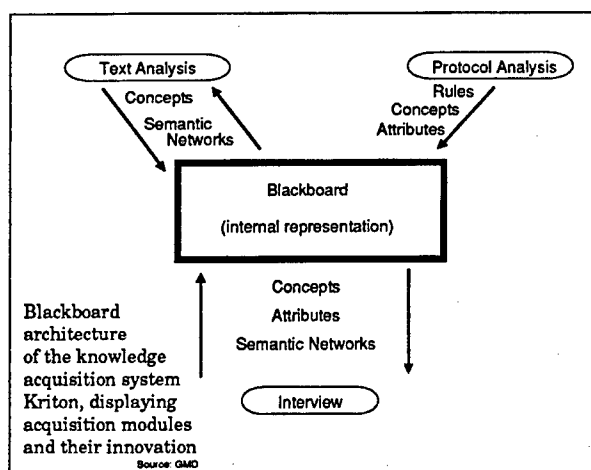 Text Analysis
Protocol Analysis
Concepts
Semantic
Networks
Rules
Concepts
Attributes
Blackboard
(internal representation)
Concepts
Attributes
Semantic Networks
Interview
Blackboard
architecture
of the knowledge
acquisition system
Kriton, displaying
acquisition modules
and their innovation
Source: GMD